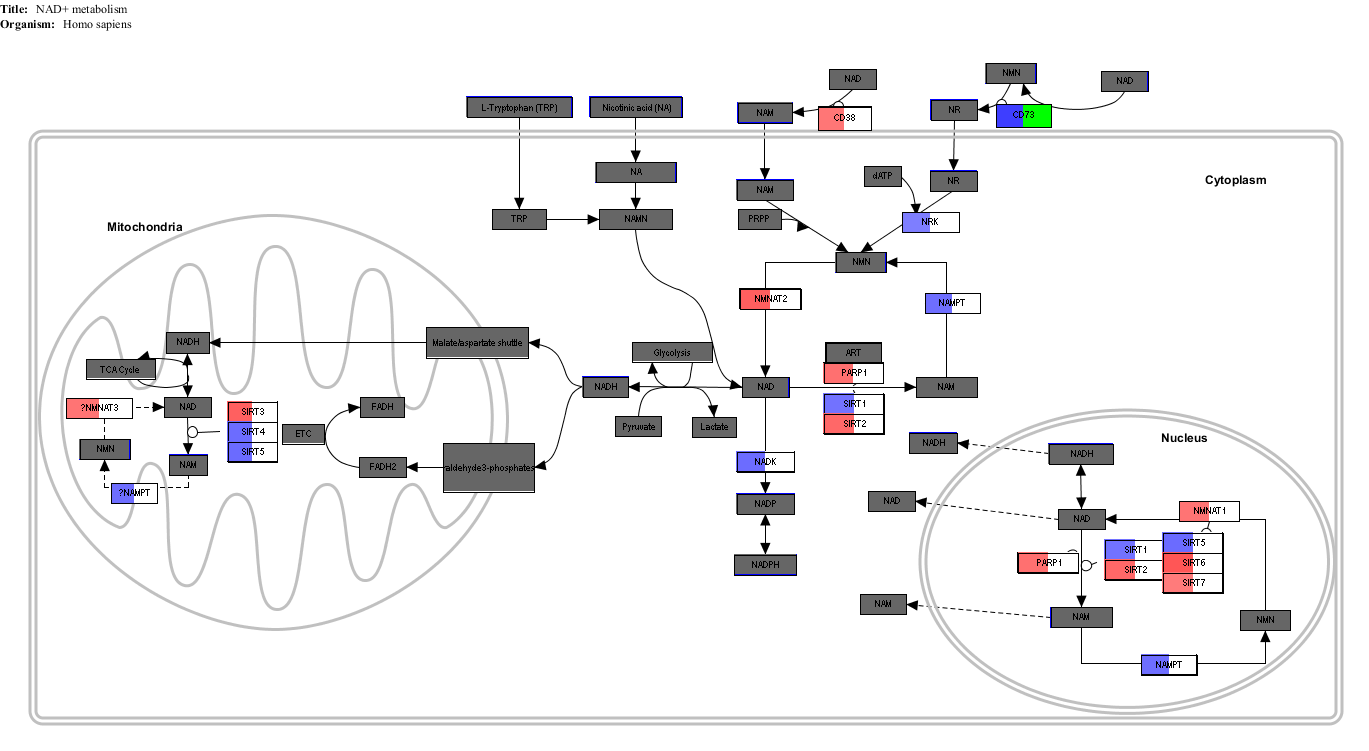 Title: NAD+ metabolism
Organism: Homo sapiens
NAD
NMN
NAD
L-Tryptophan (TRP)
Nicotinic acid (NA)
NAM
CD38
NR
CD73
NA
dATP
NR
Cytoplasm
NAM
TRP
NAMN
PRPP
NRK
Mitochondria
NMN
NMNAT2
NAMPT
NADH
Malate/aspartate shuttle
Glycolysis
ART
TCA Cycle
PARP1
NADH
NAD
NAM
?NMNAT3
NAD
SIRT3
FADH
SIRT1
SIRT2
ETC
SIRT4
Pyruvate
Lactate
NMN
SIRT5
NAM
FADH2
aldehyde3-phosphates
NADK
NADH
Nucleus
NADH
?NAMPT
NADP
NAD
NAD
NMNAT1
NADPH
PARP1
SIRT1
SIRT2
SIRT5
SIRT6
SIRT7
NAM
NAM
NMN
NAMPT